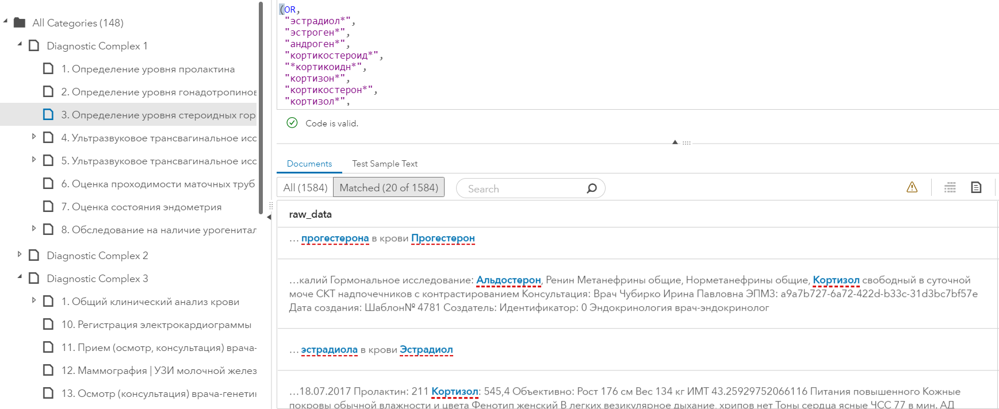 All Categories (148)
Diagnostic Complex 1
1. Определение уровня пролактина
2. Определение уровня гонадотропинов
3. Определение уровня стероидных гор
4. Ультразвуковое трансвагинальное исс
5. Ультразвуковое трансвагинальное исс
6. Оценка проходимости маточных труб
7. Оценка состояния эндометрия
8. Обследование на наличие урогенитал
Diagnostic Complex 2
Diagnostic Complex 3
1. Общий клинический анализ крови
10. Регистрация электрокардиограммы
11. Прием (осмотр, консультация) врача-
12. Маммография | УЗИ молочной желез
13. Осмотр (консультация) врача-генети
(OR,
"эстрадиол*",
"эстроген*",
"андроген*",
"кортикостероид*",
"*кортикоидн*",
"кортизон*",
"кортикостерон*",
"кортизол*",
Code is valid.
Documents Test Sample Text
All (1584) Matched (20 of 1584) Search
raw_data
... прогестерона в крови Прогестерон
...калий Гормональное исследование: Альдостерон, Ренин Метанефрины общие, Норметанефрины общие, Кортизол свободный в суточной
моче СКТ надпочечников с контрастированием Консультация: Врач Чубирко Ирина Павловна ЭПМЗ: a9a7b727-6a72-422d-b33c-31d3bc7bf57e
Дата создания: Шаблон№ 4781 Создатель: Идентификатор: 0 Эндокринология врач-эндокринолог
... эстрадиола в крови Эстрадиол
...18.07.2017 Пролактин: 211 Кортизол: 545,4 Объективно: Рост 176 см Вес 134 кг ИМТ 43.25929752066116 Питания повышенного Кожные
покровы обычной влажности и цвета Фенотип женский В легких везикулярное дыхание, хрипов нет Тоны сердца ясные ЧСС 77 в мин. АД